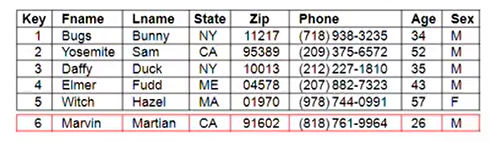 Key Fname Lname State Zip Phone Age Sex
1 Bugs Bunny NY 11217 (718) 938-3235 34 M
2 Yosemite Sam CA 95389 (209) 375-6572 52 M
3 Daffy Duck NY 10013 (212) 227-1810 35 M
4 Elmer Fudd ME 04578 (207) 882-7323 43 M
5 Witch Hazel MA 01970 (978) 744-0991 57 F
6 Marvin Martian CA 91602 (818) 761-9964 26 M